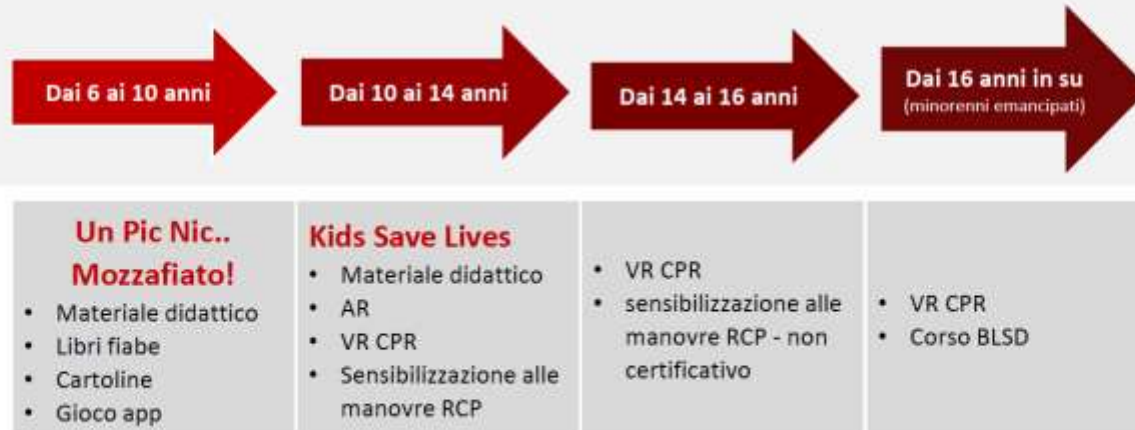 Dai 6 ai 10 anni
Dai 10 ai 14 anni
Dai 14 ai 16 anni
Dai 16 anni in su
(minorenni emancipati)
Un Pic Nic..
Mozzafiato!
• Materiale didattico
• Libri fiabe
• Cartoline
• Gioco app
Kids Save Lives
• Materiale didattico
• AR
• VR CPR
• Sensibilizzazione alle
manovre RCP
• VR CPR
• sensibilizzazione alle
manovre RCP - non
certificativo
• VR CPR
• Corso BLSD